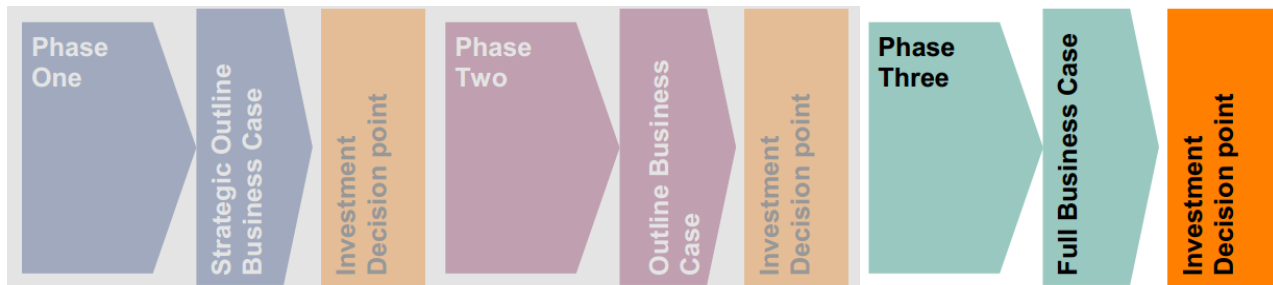 Phase
One
Strategic Outline
Business Case
Investment
Decision point
Phase
Two
Outline Business
Case
Investment
Decision point
Phase
Three
Full Business Case
Investment
Decision point